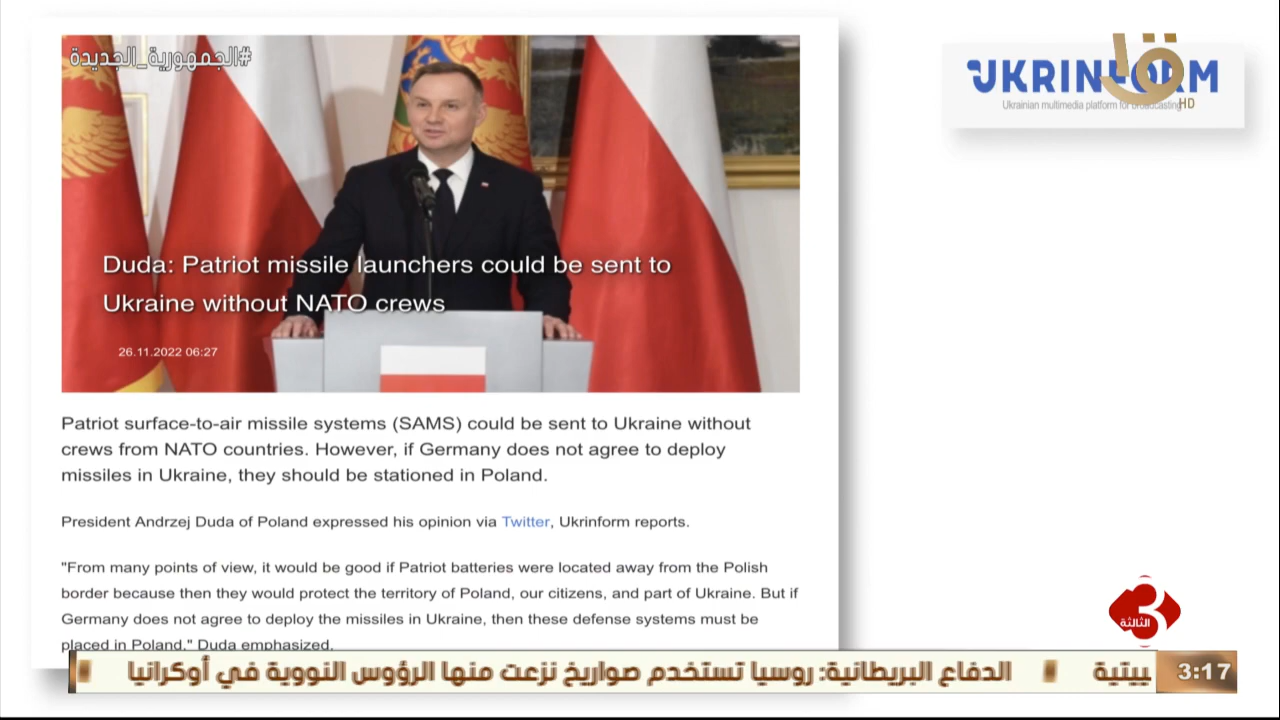 #الجمهورية_الجديدة
UKRINFORM
Ukrainian multimedia platform for broadcasting
HD
Duda: Patriot missile launchers could be sent to
Ukraine without NATO crews
26.11.2022 06:27
Patriot surface-to-air missile systems (SAMS) could be sent to Ukraine without
crews from NATO countries. However, if Germany does not agree to deploy
missiles in Ukraine, they should be stationed in Poland.
President Andrzej Duda of Poland expressed his opinion via Twitter, Ukrinform reports.
"From many points of view, it would be good if Patriot batteries were located away from the Polish
border because then they would protect the territory of Poland, our citizens, and part of Ukraine. But if
Germany does not agree to deploy the missiles in Ukraine, then these defense systems must be
placed in Poland," Duda emphasized.
3 الثالثة
الدفاع البريطانية: روسيا تستخدم صواريخ نزعت منها الرؤوس النووية في أوكرانيا
3:17